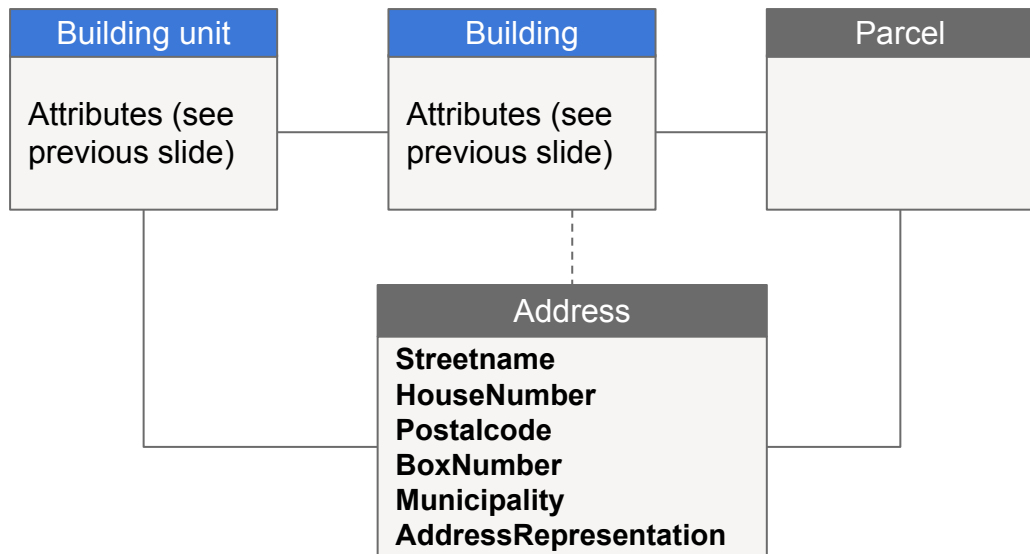 Building unit
Attributes (see
previous slide)
Building
Attributes (see
previous slide)
Parcel
Address
Streetname
HouseNumber
Postalcode
BoxNumber
Municipality
AddressRepresentation